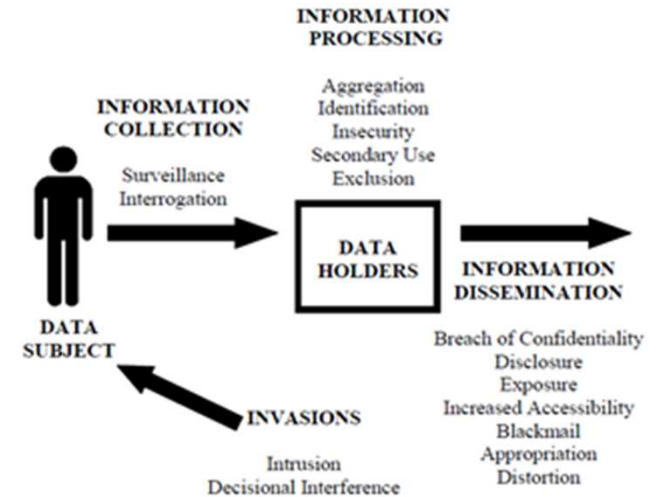 INFORMATION
PROCESSING
Aggregation
Identification
Insecurity
Secondary Use
Exclusion
INFORMATION
COLLECTION
Surveillance
Interrogation
DATA
HOLDERS
INFORMATION
DISSEMINATION
Breach of Confidentiality
Disclosure
Exposure
Increased Accessibility
Blackmail
Appropriation
Distortion
DATA
SUBJECT
INVASIONS
Intrusion
Decisional Interference